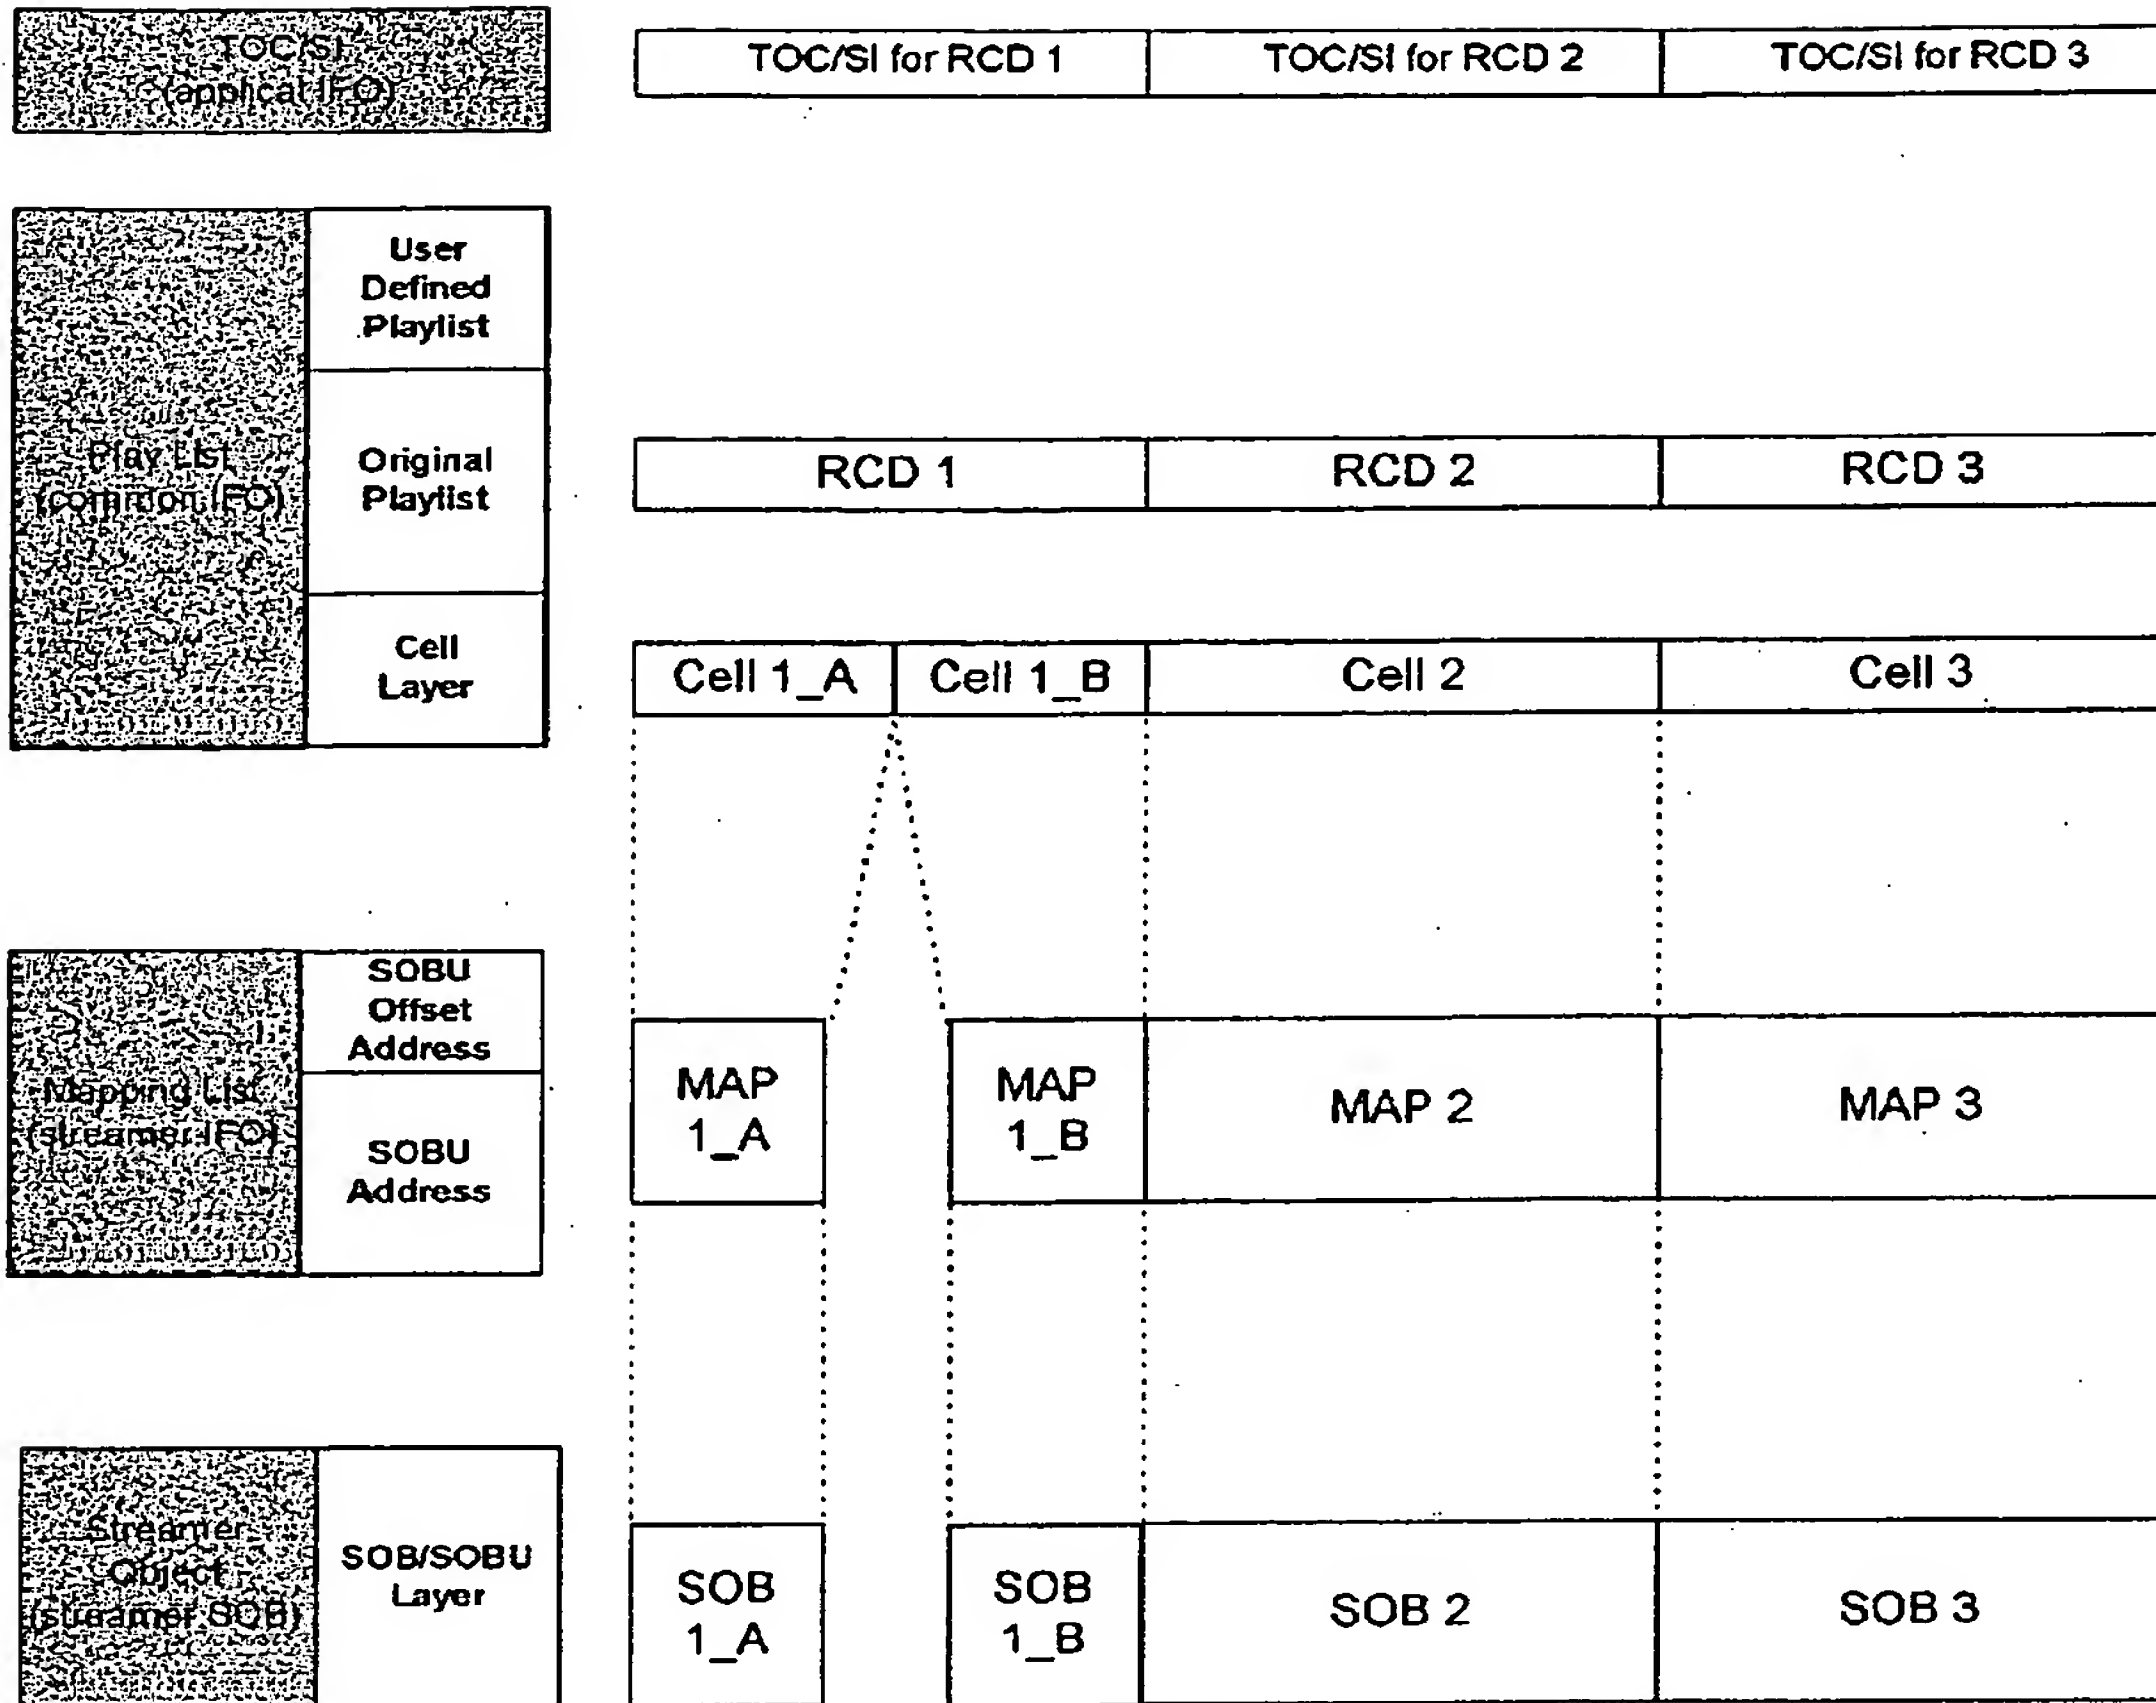 TOC/SI
(applicat IFO)
TOC/SI for RCD 1
TOC/SI for RCD 2
TOC/SI for RCD 3
Play List
(common IFO)
User
Defined
Playlist
Original
Playlist
Cell
Layer
RCD 1
RCD 2
RCD 3
Cell 1_A
Cell 1_B
Cell 2
Cell 3
Mapping List
(streamer IFO)
SOBU
Offset
Address
SOBU
Address
MAP
1_A
MAP
1_B
MAP 2
MAP 3
Streamer
Object
(streamer SOB)
SOB/SOBU
Layer
SOB
1_A
SOB
1_B
SOB 2
SOB 3